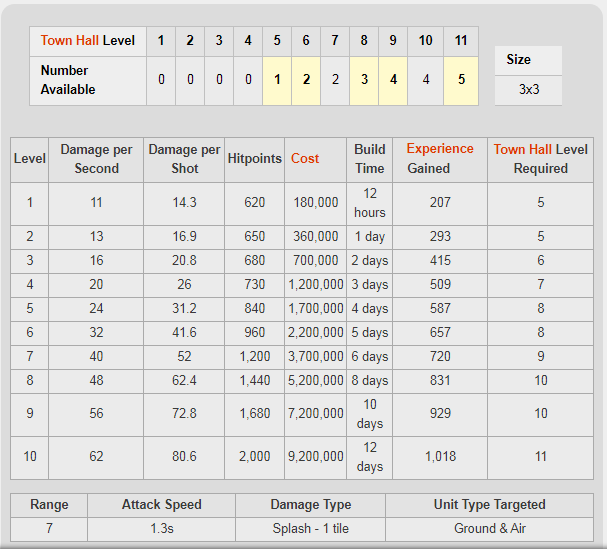 Town Hall Level 1 2 3 4 5 6 7 8 9 10 11
Number Available 0 0 0 0 1 2 2 3 4 4 5
Size
3x3
Level Damage per Second Damage per Shot Hitpoints Cost Build Time Experience Gained Town Hall Level Required
1 11 14.3 620 180,000 12 hours 207 5
2 13 16.9 650 360,000 1 day 293 5
3 16 20.8 680 700,000 2 days 415 6
4 20 26 730 1,200,000 3 days 509 7
5 24 31.2 840 1,700,000 4 days 587 8
6 32 41.6 960 2,200,000 5 days 657 8
7 40 52 1,200 3,700,000 6 days 720 9
8 48 62.4 1,440 5,200,000 8 days 831 10
9 56 72.8 1,680 7,200,000 10 days 929 10
10 62 80.6 2,000 9,200,000 12 days 1,018 11
Range Attack Speed Damage Type Unit Type Targeted
7 1.3s Splash - 1 tile Ground & Air